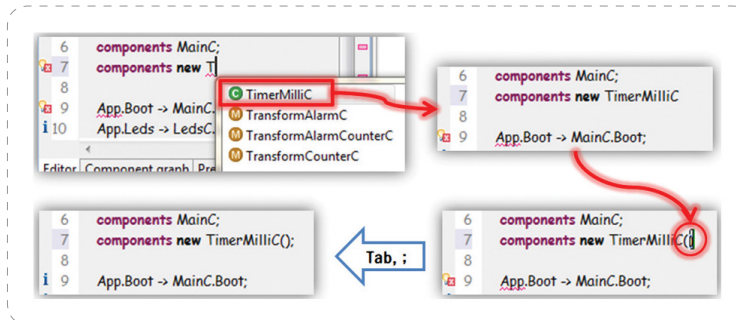 6 components MainC;
7 components new T
8
9 App.Boot -> MainC.
i 10 App.Leds -> LedsC.
Editor Component graph Pre
C TimerMilliC
M TransformAlarmC
M TransformAlarmCounterC
M TransformCounterC
6 components MainC;
7 components new TimerMilliC
8
9 App.Boot -> MainC.Boot;
6 components MainC;
7 components new TimerMilliC()
8
9 App.Boot -> MainC.Boot;
Tab, ;
6 components MainC;
7 components new TimerMilliC();
8
i 9 App.Boot -> MainC.Boot;